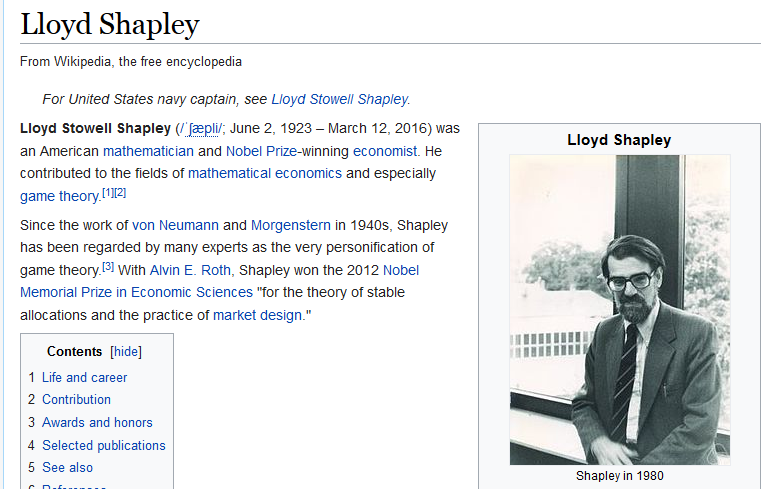 Lloyd Shapley
From Wikipedia, the free encyclopedia
For United States navy captain, see Lloyd Stowell Shapley.
Lloyd Stowell Shapley (/ˈʃæpli/; June 2, 1923 – March 12, 2016) was
an American mathematician and Nobel Prize-winning economist. He
contributed to the fields of mathematical economics and especially
game theory.[1][2]
Since the work of von Neumann and Morgenstern in 1940s, Shapley
has been regarded by many experts as the very personification of
game theory.[3] With Alvin E. Roth, Shapley won the 2012 Nobel
Memorial Prize in Economic Sciences "for the theory of stable
allocations and the practice of market design."
Contents [hide]
1 Life and career
2 Contribution
3 Awards and honors
4 Selected publications
5 See also
6 References
Lloyd Shapley
Shapley in 1980